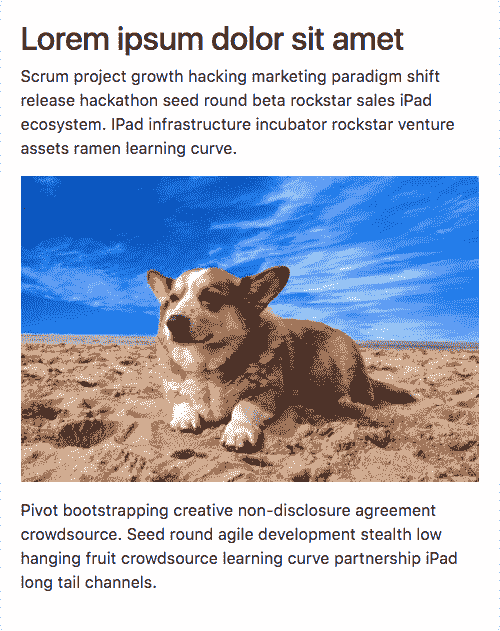 Lorem ipsum dolor sit amet
Scrum project growth hacking marketing paradigm shift
release hackathon seed round beta rockstar sales iPad
ecosystem. IPad infrastructure incubator rockstar venture
assets ramen learning curve.
Pivot bootstrapping creative non-disclosure agreement
crowdsource. Seed round agile development stealth low
hanging fruit crowdsource learning curve partnership iPad
long tail channels.